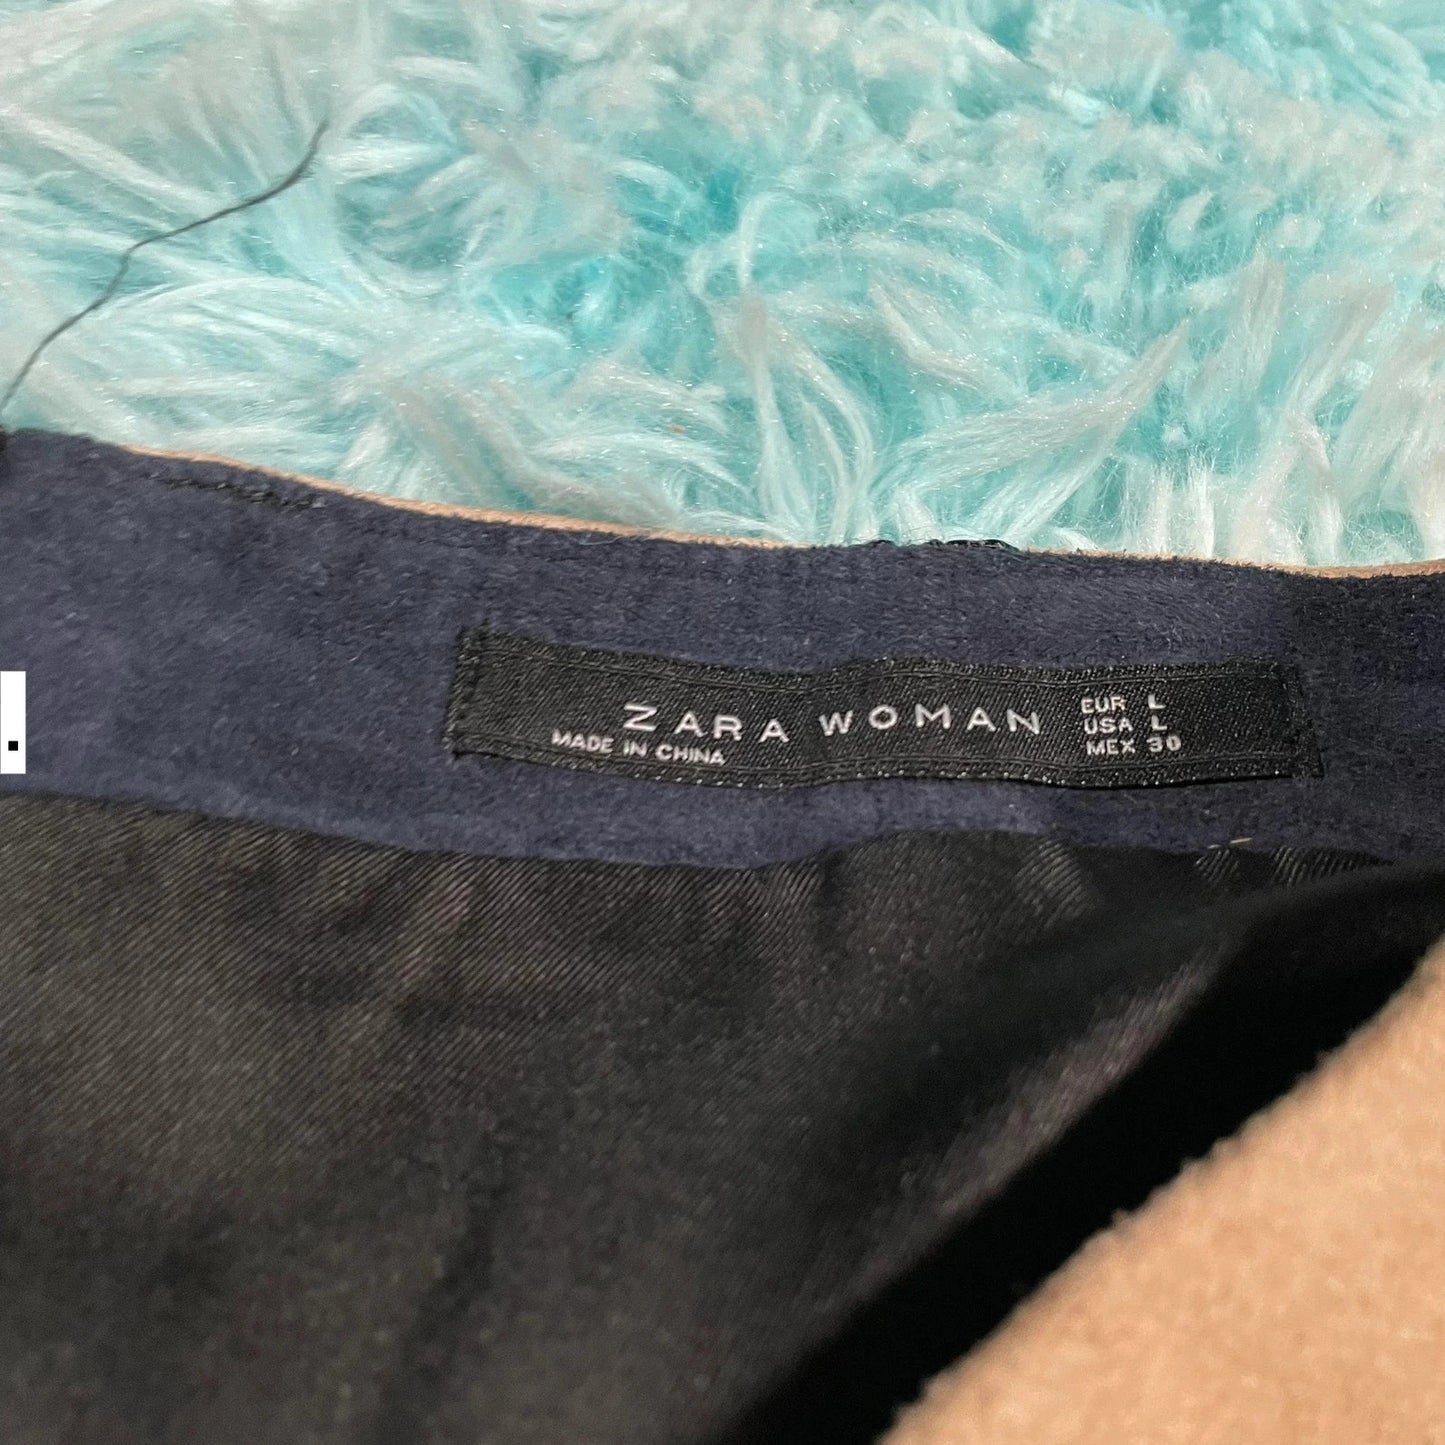 ZARA WOMAN
MADE IN CHINA
EUR L
USA L
MEX 30
.